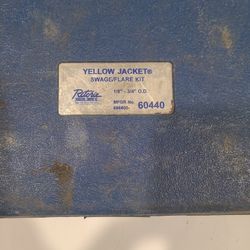 YELLOW JACKET®
SWAGE/FLARE KIT
Ritchie
1/8" - 3/4" O.D.
MFGR No.
60440